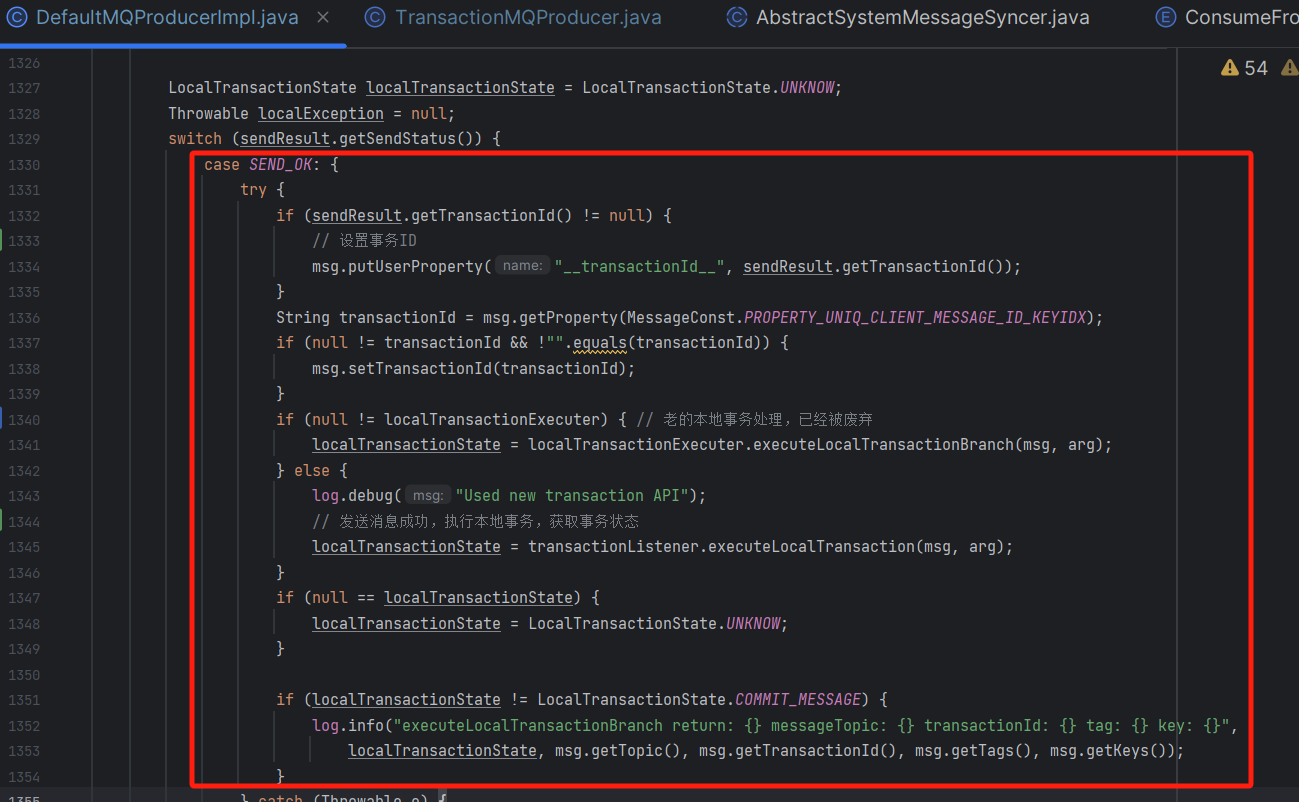 DefaultMQProducerImpl.java × TransactionMQProducer.java AbstractSystemMessageSyncer.java ConsumeFro
54
1326
1327 LocalTransactionState localTransactionState = LocalTransactionState.UNKNOW;
1328 Throwable localException = null;
1329 switch (sendResult.getSendStatus()) {
1330 case SEND_OK: {
1331 try {
1332 if (sendResult.getTransactionId() != null) {
1333 // 设置事务ID
1334 msg.putUserProperty( name: "__transactionId__", sendResult.getTransactionId());
1335 }
1336 String transactionId = msg.getProperty(MessageConst.PROPERTY_UNIQ_CLIENT_MESSAGE_ID_KEYIDX);
1337 if (null != transactionId && !"".equals(transactionId)) {
1338 msg.setTransactionId(transactionId);
1339 }
1340 if (null != localTransactionExecuter) { // 老的本地事务处理，已经被废弃
1341 localTransactionState = localTransactionExecuter.executeLocalTransactionBranch(msg, arg);
1342 } else {
1343 log.debug( msg: "Used new transaction API");
1344 // 发送消息成功，执行本地事务，获取事务状态
1345 localTransactionState = transactionListener.executeLocalTransaction(msg, arg);
1346 }
1347 if (null == localTransactionState) {
1348 localTransactionState = LocalTransactionState.UNKNOW;
1349 }
1350
1351 if (localTransactionState != LocalTransactionState.COMMIT_MESSAGE) {
1352 log.info("executeLocalTransactionBranch return: {} messageTopic: {} transactionId: {} tag: {} key: {}",
1353 localTransactionState, msg.getTopic(), msg.getTransactionId(), msg.getTags(), msg.getKeys());
1354 }
1355 } catch (Throwable e) {